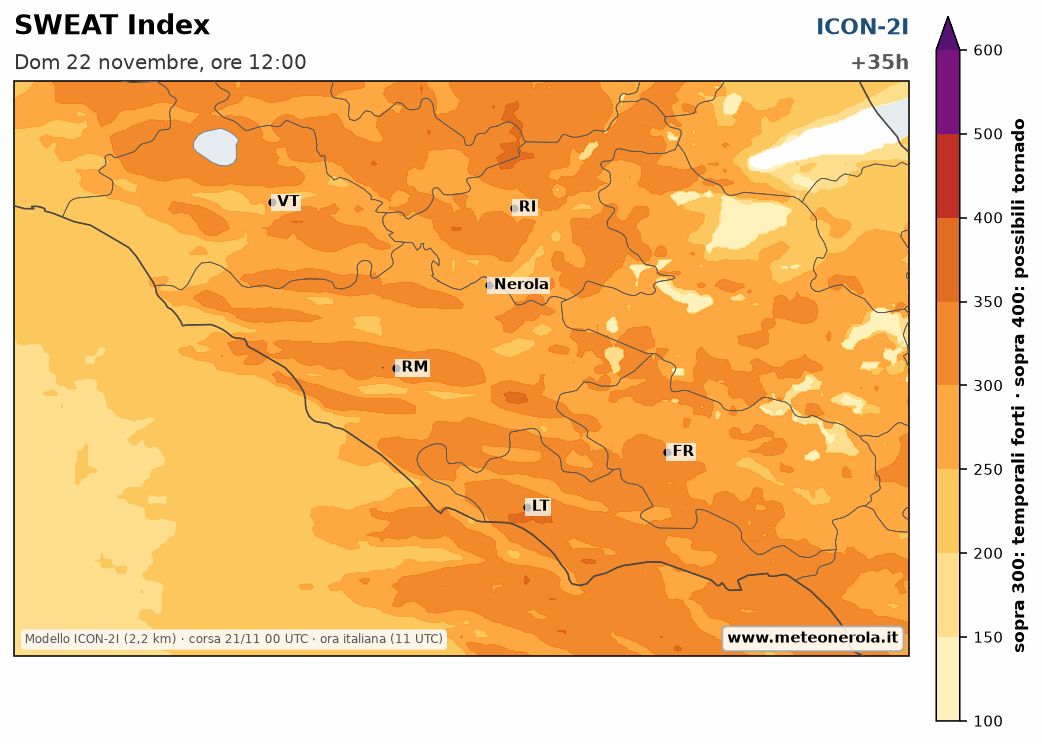 SWEAT Index
ICON-2I
Dom 22 novembre, ore 12:00
+35h
VT
RI
Nerola
RM
FR
LT
Modello ICON-2I (2,2 km) · corsa 21/11 00 UTC · ora italiana (11 UTC)
www.meteonerola.it
600
500
400
350
300
250
200
150
100
sopra 300: temporali forti · sopra 400: possibili tornado